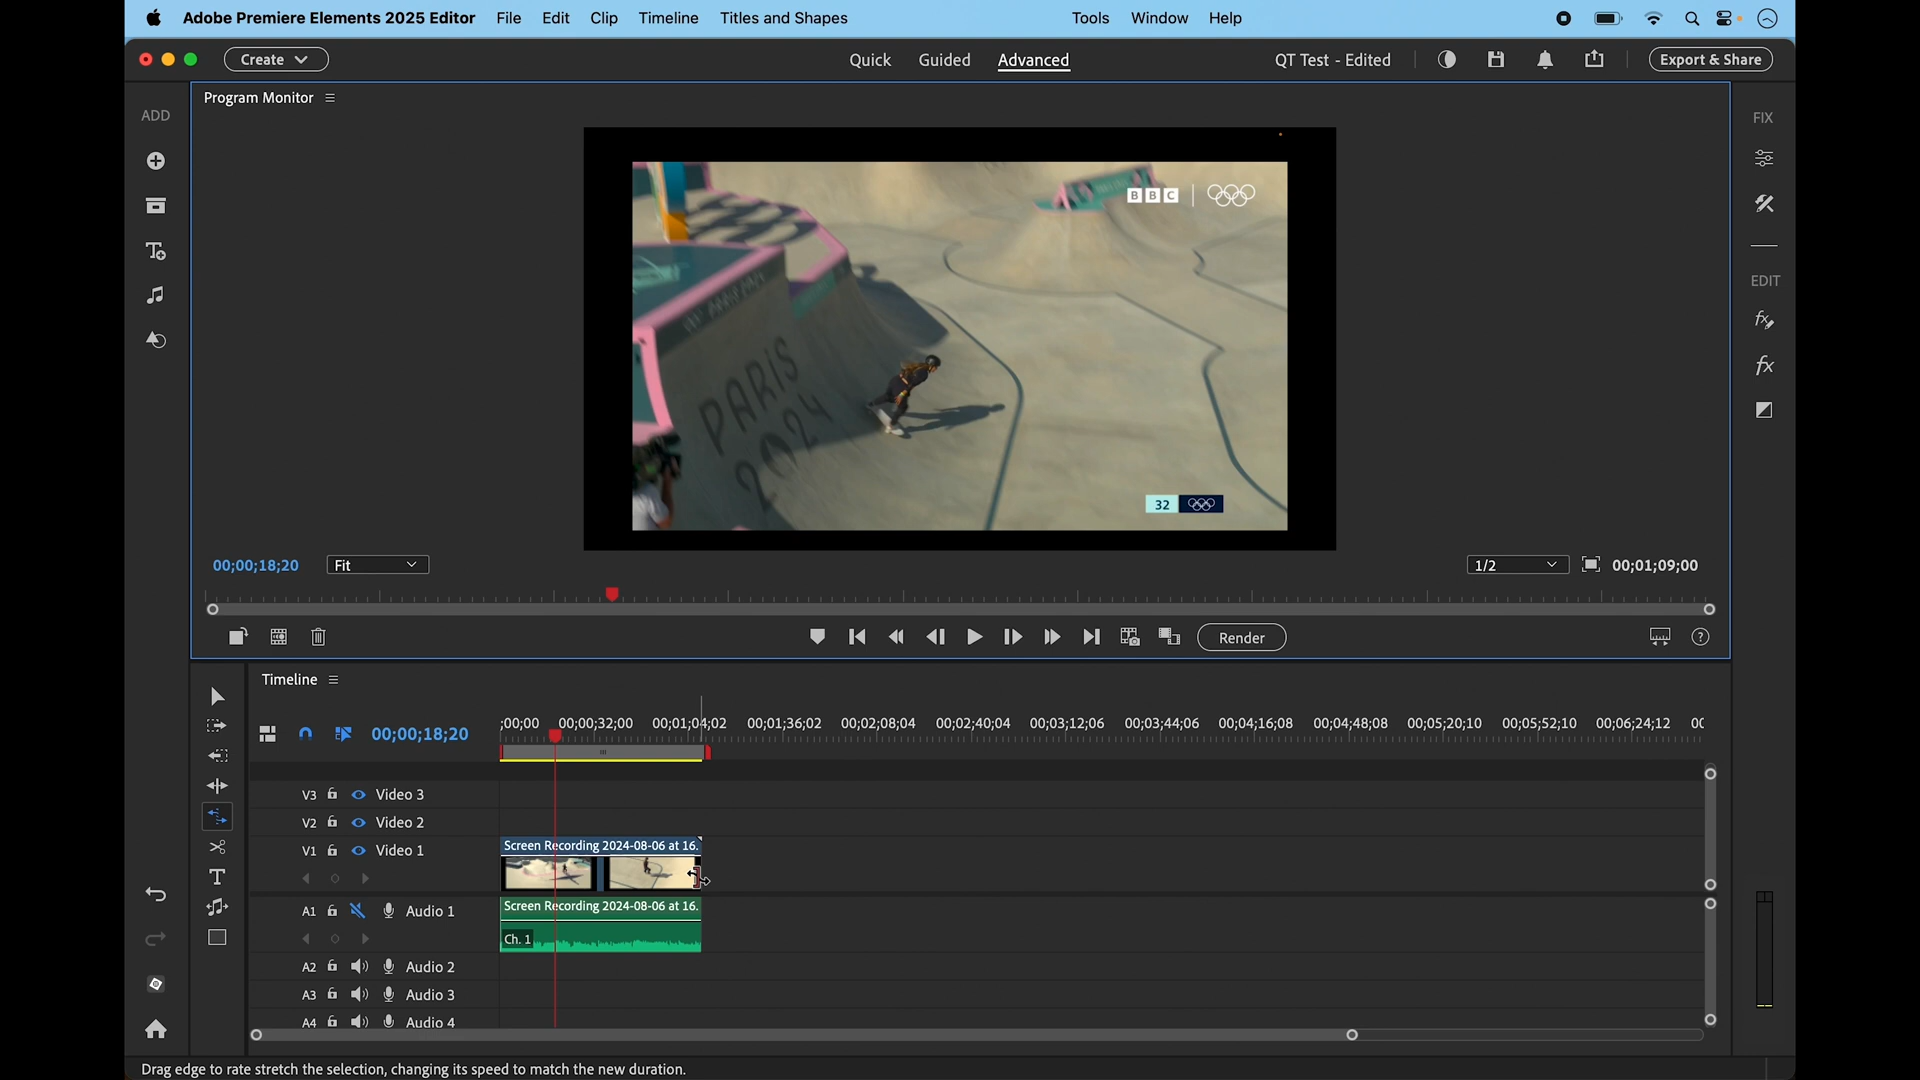 Adobe Premiere Elements 2025 Editor File Edit Clip Timeline Titles and Shapes Tools Window Help
Create Quick Guided Advanced QT Test - Edited Export & Share
Program Monitor
ADD
FIX
BBC
PARIS
2024
32
EDIT
00;00;18;20 Fit 1/2 00;01;09;00
Render
Timeline
00;00;18;20 ;00;00 00;00;32;00 00;01;04;02 00;01;36;02 00;02;08;04 00;02;40;04 00;03;12;06 00;03;44;06 00;04;16;08 00;04;48;08 00;05;20;10 00;05;52;10 00;06;24;12 00
V3 Video 3
V2 Video 2
V1 Video 1
Screen Recording 2024-08-06 at 16.
A1 Audio 1
Screen Recording 2024-08-06 at 16.
Ch. 1
A2 Audio 2
A3 Audio 3
A4 Audio 4
Drag edge to rate stretch the selection, changing its speed to match the new duration.